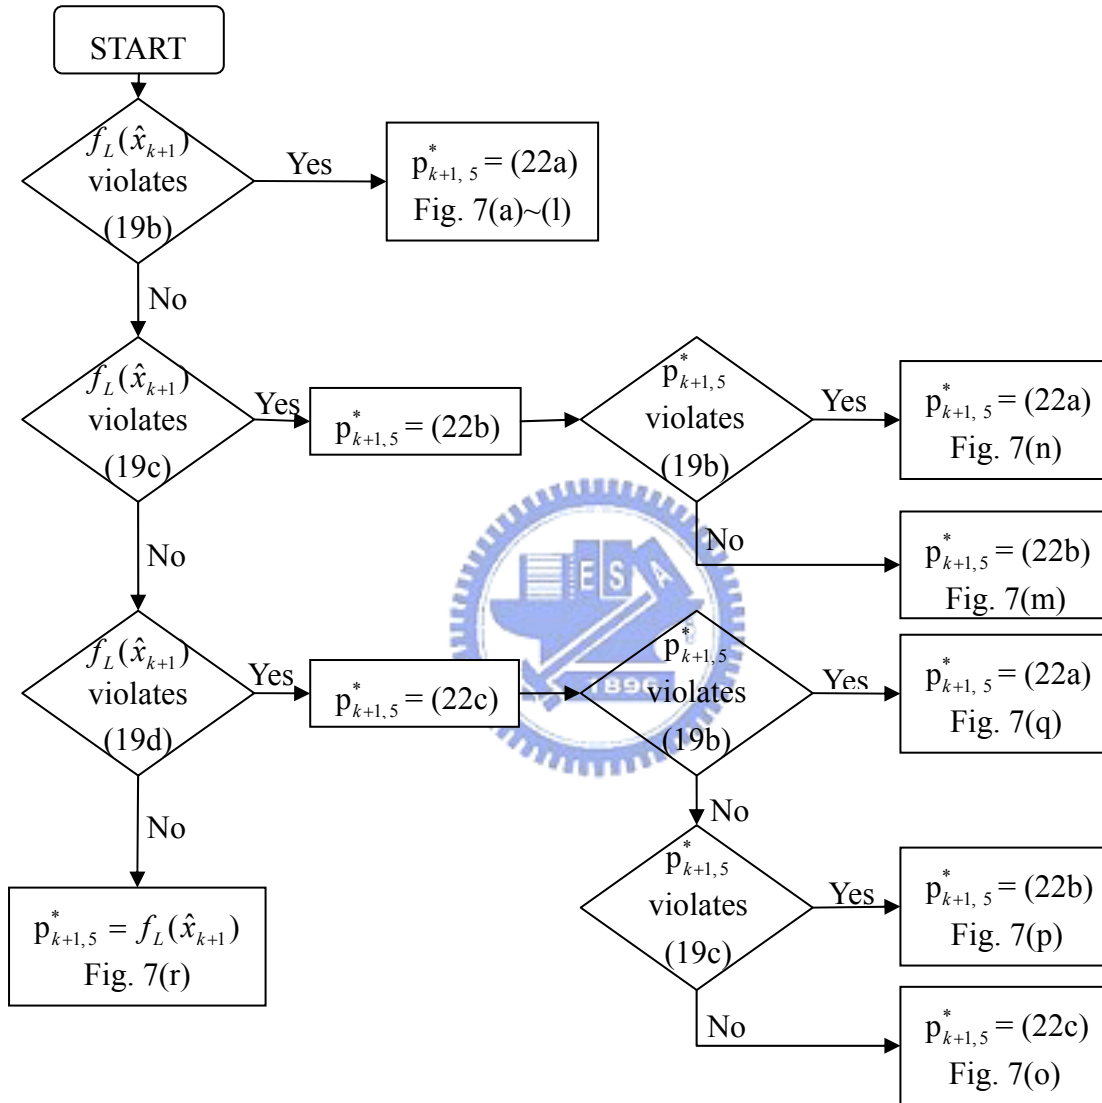 START
f_L(x̂_{k+1})
violates
(19b)
Yes
p*_{k+1, 5} = (22a)
Fig. 7(a)~(l)
No
f_L(x̂_{k+1})
violates
(19c)
Yes
p*_{k+1, 5} = (22b)
p*_{k+1, 5}
violates
(19b)
Yes
p*_{k+1, 5} = (22a)
Fig. 7(n)
No
p*_{k+1, 5} = (22b)
Fig. 7(m)
No
f_L(x̂_{k+1})
violates
(19d)
Yes
p*_{k+1, 5} = (22c)
p*_{k+1, 5}
violates
(19b)
Yes
p*_{k+1, 5} = (22a)
Fig. 7(q)
No
p*_{k+1, 5}
violates
(19c)
Yes
p*_{k+1, 5} = (22b)
Fig. 7(p)
No
p*_{k+1, 5} = (22c)
Fig. 7(o)
No
p*_{k+1, 5} = f_L(x̂_{k+1})
Fig. 7(r)
E S A
1896